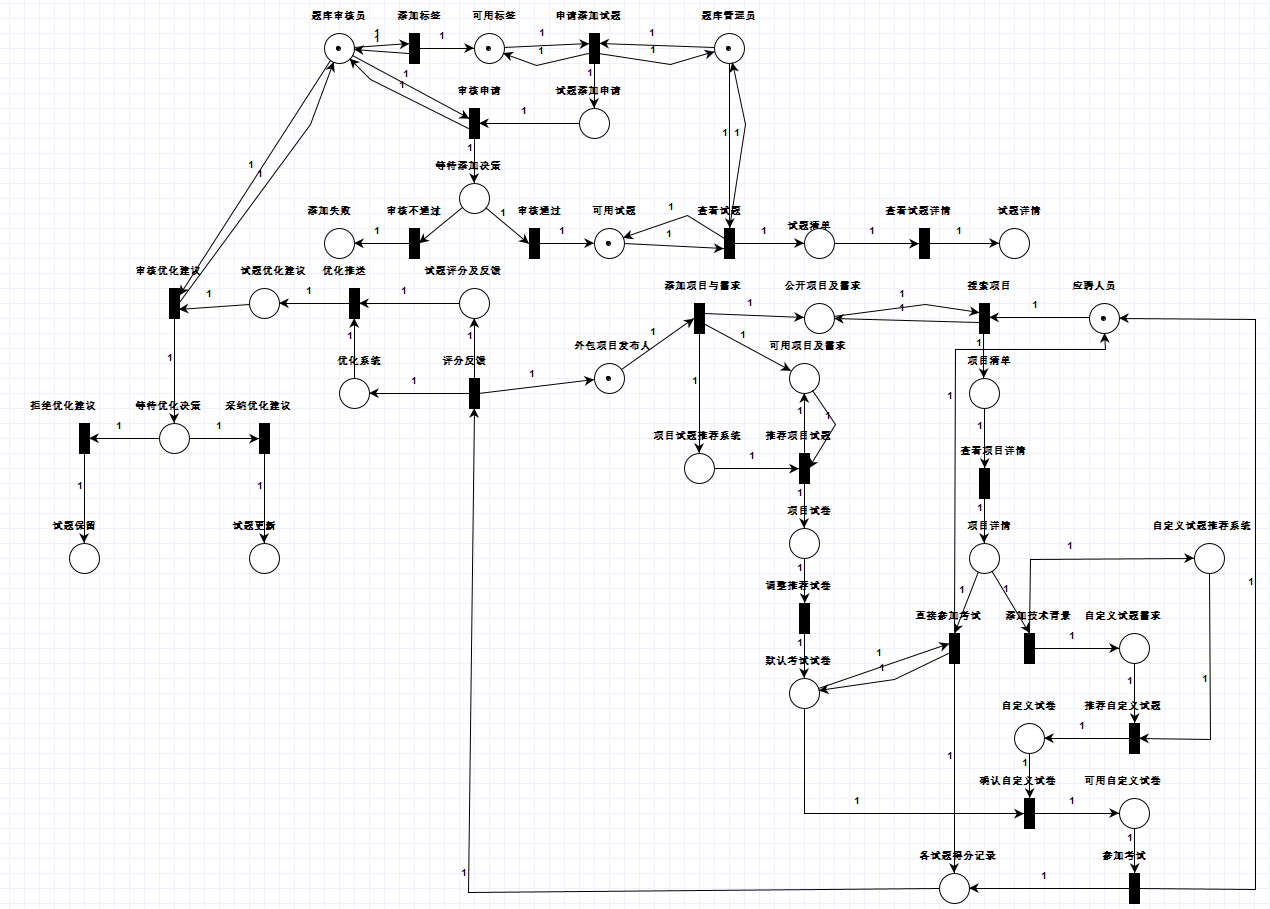 题库审核员
添加标签
可用标签
申请添加试题
题库管理员
1
1
1
1
1
1
1
1
1
1
审核申请
试题添加申请
1
1
1
1
等待添加决策
1
1
1
1
添加失败
审核不通过
审核通过
可用试题
查看试题
试题清单
查看试题详情
试题详情
1
1
1
1
1
1
1
审核优化建议
试题优化建议
优化推送
试题评分及反馈
添加项目与需求
公开项目及需求
搜索项目
应聘人员
1
1
1
1
1
1
1
1
1
1
1
1
外包项目发布人
可用项目及需求
优化系统
评分反馈
项目清单
1
1
1
1
1
1
拒绝优化建议
等待优化决策
采纳优化建议
1
1
1
1
1
项目试题推荐系统
推荐项目试题
查看项目详情
1
1
1
1
1
项目试卷
试题保留
试题更新
项目详情
自定义试题推荐系统
1
1
1
1
1
调整推荐试卷
直接参加考试
添加技术背景
自定义试题需求
1
1
1
1
默认考试试卷
1
1
自定义试卷
推荐自定义试题
1
1
1
1
确认自定义试卷
可用自定义试卷
1
1
1
各试题得分记录
参加考试
1
1